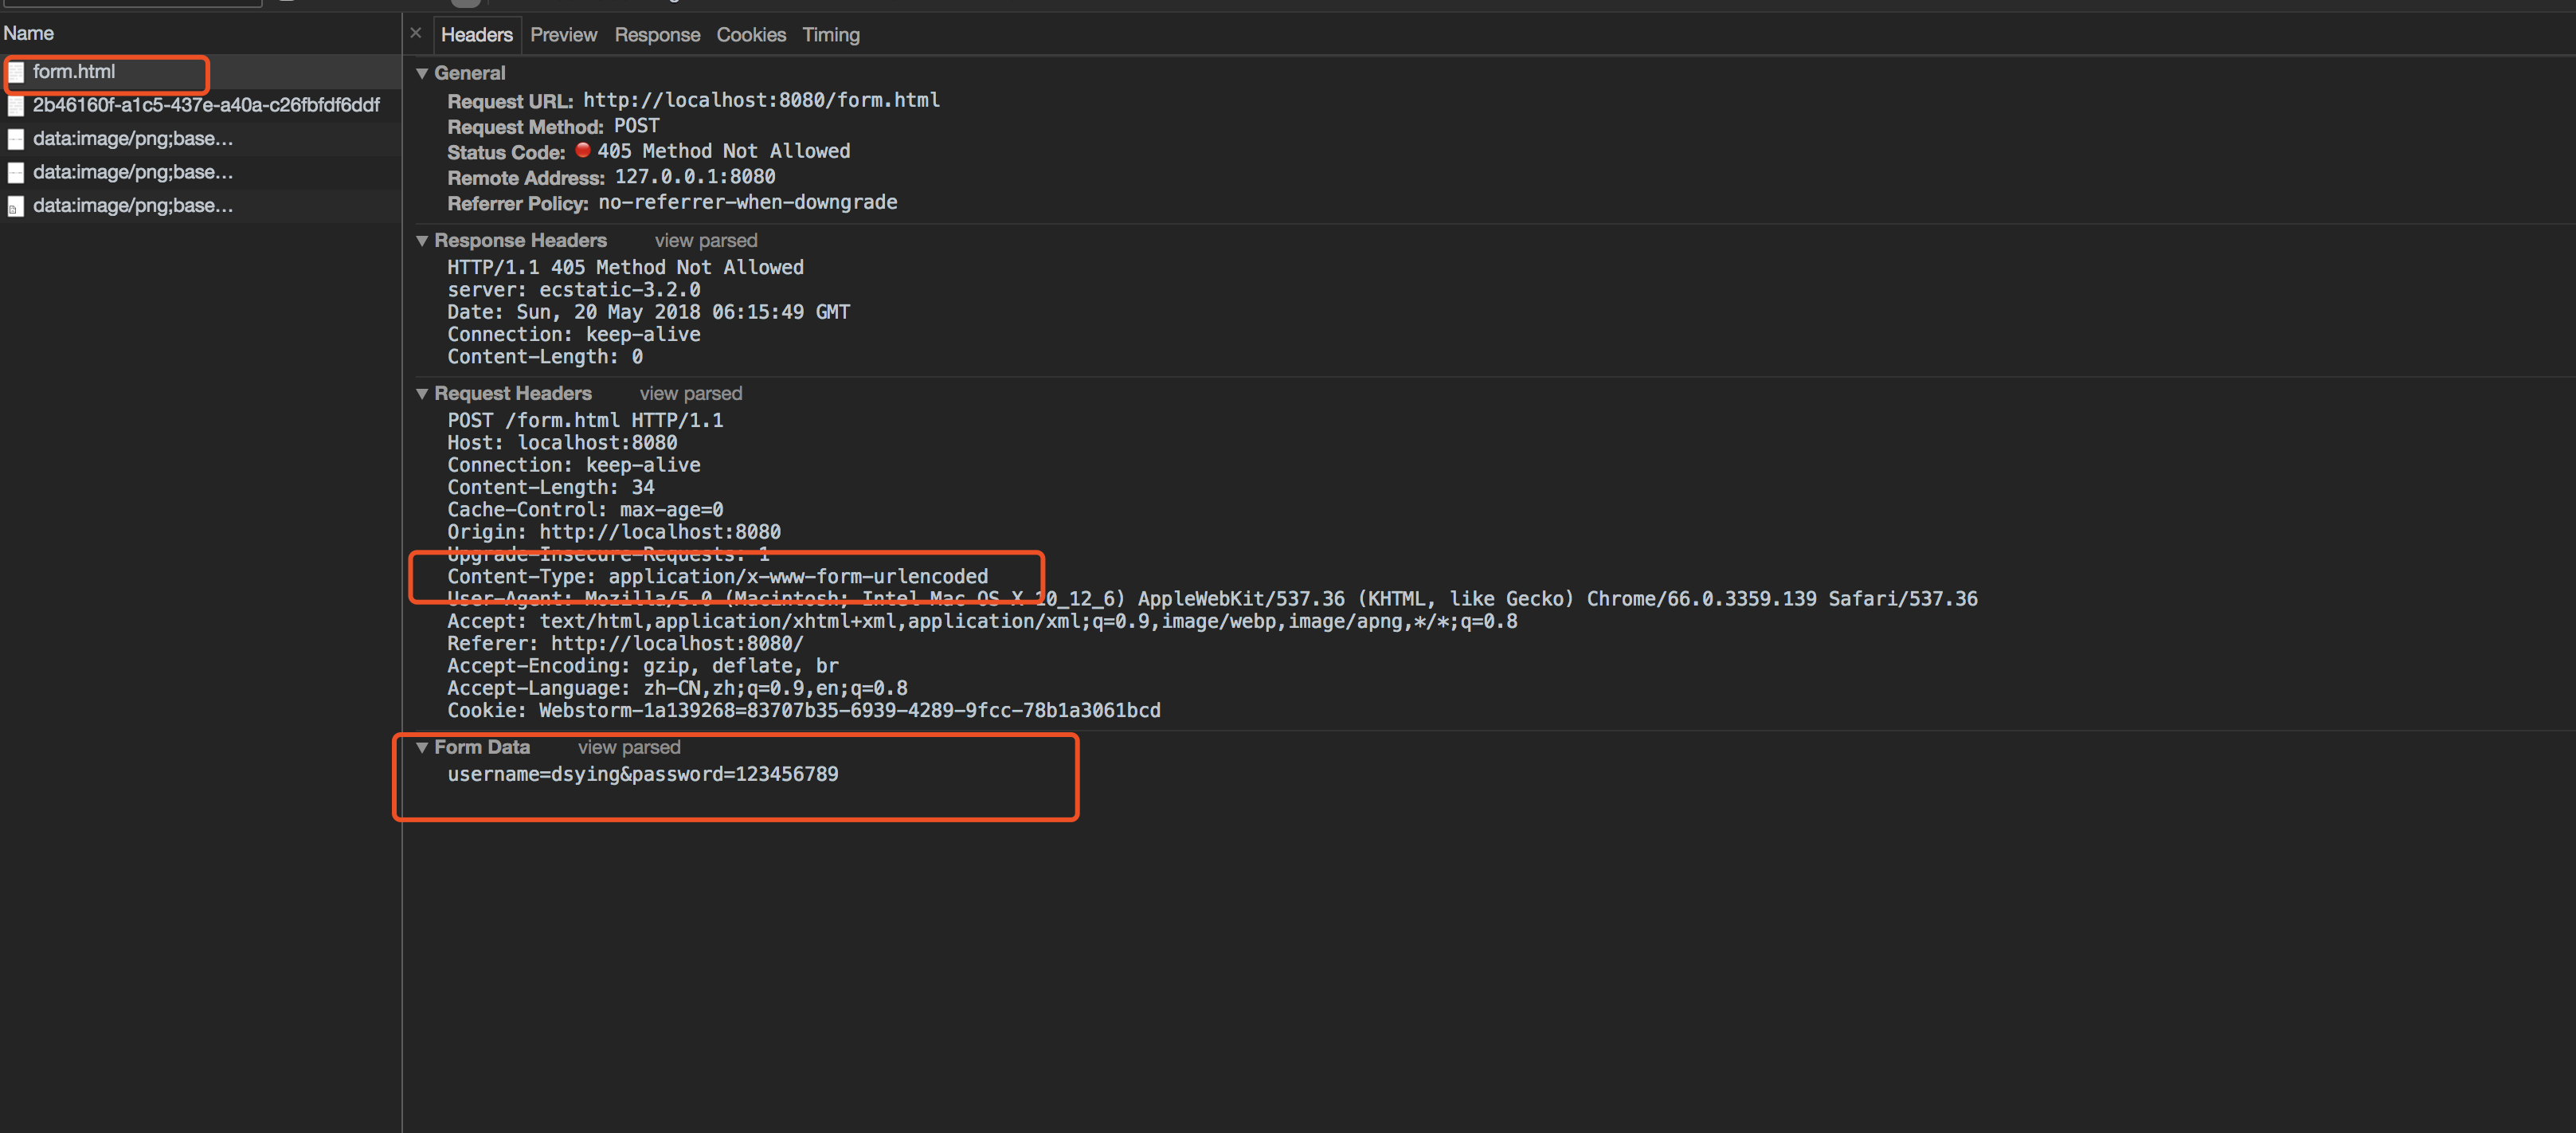 Name
form.html
2b46160f-a1c5-437e-a40a-c26fbfdf6ddf
data:image/png;base…
data:image/png;base…
data:image/png;base…
× Headers Preview Response Cookies Timing
▼ General
Request URL: http://localhost:8080/form.html
Request Method: POST
Status Code: 405 Method Not Allowed
Remote Address: 127.0.0.1:8080
Referrer Policy: no-referrer-when-downgrade
▼ Response Headers view parsed
HTTP/1.1 405 Method Not Allowed
server: ecstatic-3.2.0
Date: Sun, 20 May 2018 06:15:49 GMT
Connection: keep-alive
Content-Length: 0
▼ Request Headers view parsed
POST /form.html HTTP/1.1
Host: localhost:8080
Connection: keep-alive
Content-Length: 34
Cache-Control: max-age=0
Origin: http://localhost:8080
Upgrade-Insecure-Requests: 1
Content-Type: application/x-www-form-urlencoded
User-Agent: Mozilla/5.0 (Macintosh; Intel Mac OS X 10_12_6) AppleWebKit/537.36 (KHTML, like Gecko) Chrome/66.0.3359.139 Safari/537.36
Accept: text/html,application/xhtml+xml,application/xml;q=0.9,image/webp,image/apng,*/*;q=0.8
Referer: http://localhost:8080/
Accept-Encoding: gzip, deflate, br
Accept-Language: zh-CN,zh;q=0.9,en;q=0.8
Cookie: Webstorm-1a139268=83707b35-6939-4289-9fcc-78b1a3061bcd
▼ Form Data view parsed
username=dsying&password=123456789